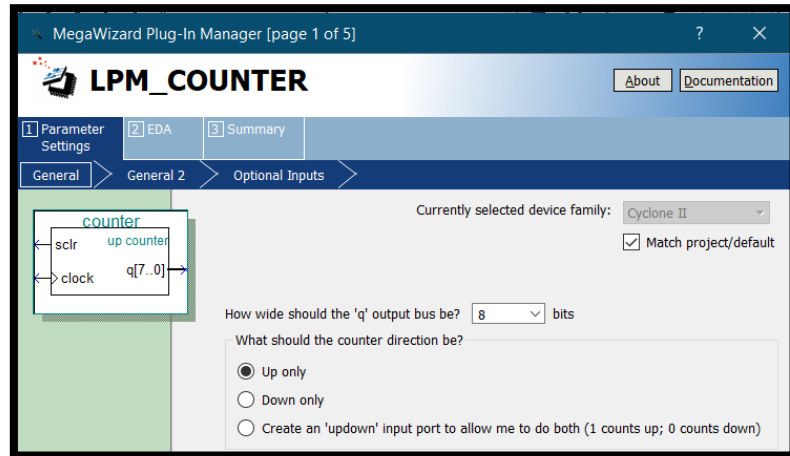 MegaWizard Plug-In Manager [page 1 of 5]
? X
LPM_COUNTER
About Documentation
1 Parameter Settings
2 EDA
3 Summary
General
General 2
Optional Inputs
counter
up counter
sclr
clock
q[7..0]
Currently selected device family: Cyclone II
Match project/default
How wide should the 'q' output bus be? 8 bits
What should the counter direction be?
Up only
Down only
Create an 'updown' input port to allow me to do both (1 counts up; 0 counts down)